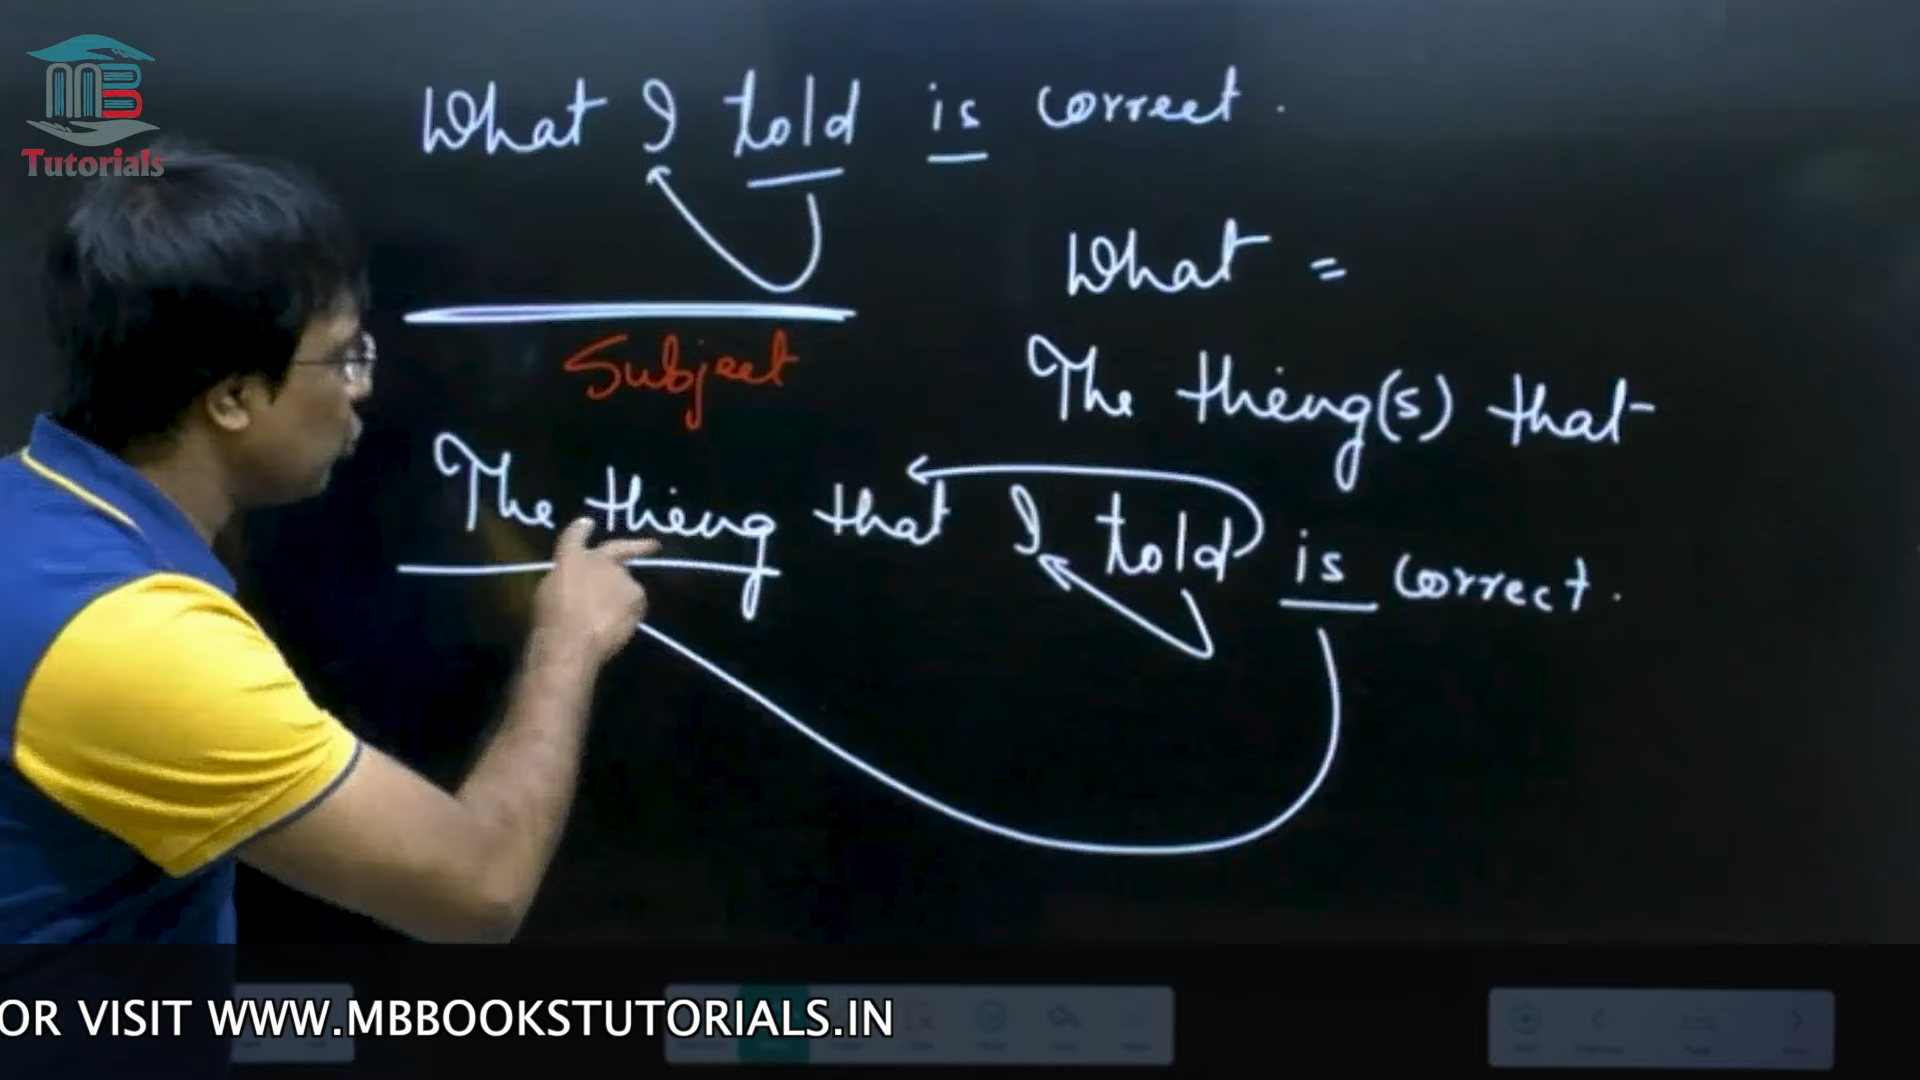 MB
Tutorials
What I told is correct.
What =
Subject
The thing(s) that
The thing that I told is correct.
OR VISIT WWW.MBBOOKSTUTORIALS.IN